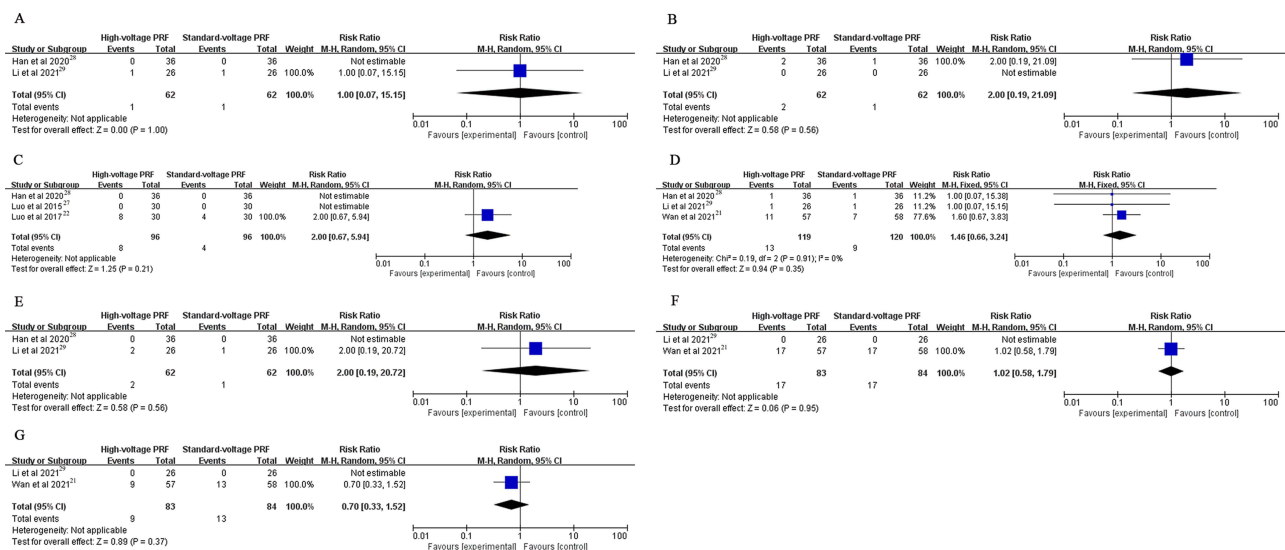 A
High-voltage PRF Standard-voltage PRF Risk Ratio Risk Ratio
Study or Subgroup Events Total Events Total Weight M-H, Random, 95% CI M-H, Random, 95% CI
Han et al 2020²⁸ 0 36 0 36 Not estimable
Li et al 2021²⁹ 1 26 1 26 100.0% 1.00 [0.07, 15.15]
Total (95% CI) 62 62 100.0% 1.00 [0.07, 15.15]
Total events 1 1
Heterogeneity: Not applicable
Test for overall effect: Z = 0.00 (P = 1.00)
0.01 0.1 1 10 100
Favours [experimental] Favours [control]
B
High-voltage PRF Standard-voltage PRF Risk Ratio Risk Ratio
Study or Subgroup Events Total Events Total Weight M-H, Random, 95% CI M-H, Random, 95% CI
Han et al 2020²⁸ 2 36 1 36 100.0% 2.00 [0.19, 21.09]
Li et al 2021²⁹ 0 26 0 26 Not estimable
Total (95% CI) 62 62 100.0% 2.00 [0.19, 21.09]
Total events 2 1
Heterogeneity: Not applicable
Test for overall effect: Z = 0.58 (P = 0.56)
0.01 0.1 1 10 100
Favours [experimental] Favours [control]
C
High-voltage PRF Standard-voltage PRF Risk Ratio Risk Ratio
Study or Subgroup Events Total Events Total Weight M-H, Random, 95% CI M-H, Random, 95% CI
Han et al 2020²⁸ 0 36 0 36 Not estimable
Luo et al 2015²⁷ 0 30 0 30 Not estimable
Luo et al 2017²² 8 30 4 30 100.0% 2.00 [0.67, 5.94]
Total (95% CI) 96 96 100.0% 2.00 [0.67, 5.94]
Total events 8 4
Heterogeneity: Not applicable
Test for overall effect: Z = 1.25 (P = 0.21)
0.01 0.1 1 10 100
Favours [experimental] Favours [control]
D
High-voltage PRF Standard-voltage PRF Risk Ratio Risk Ratio
Study or Subgroup Events Total Events Total Weight M-H, Fixed, 95% CI M-H, Fixed, 95% CI
Han et al 2020²⁸ 1 36 1 36 11.2% 1.00 [0.07, 15.38]
Li et al 2021²⁹ 1 26 1 26 11.2% 1.00 [0.07, 15.15]
Wan et al 2021²¹ 11 57 7 58 77.6% 1.60 [0.67, 3.83]
Total (95% CI) 119 120 100.0% 1.46 [0.66, 3.24]
Total events 13 9
Heterogeneity: Chi² = 0.19, df = 2 (P = 0.91); I² = 0%
Test for overall effect: Z = 0.94 (P = 0.35)
0.01 0.1 1 10 100
Favours [experimental] Favours [control]
E
High-voltage PRF Standard-voltage PRF Risk Ratio Risk Ratio
Study or Subgroup Events Total Events Total Weight M-H, Random, 95% CI M-H, Random, 95% CI
Han et al 2020²⁸ 0 36 0 36 Not estimable
Li et al 2021²⁹ 2 26 1 26 100.0% 2.00 [0.19, 20.72]
Total (95% CI) 62 62 100.0% 2.00 [0.19, 20.72]
Total events 2 1
Heterogeneity: Not applicable
Test for overall effect: Z = 0.58 (P = 0.56)
0.01 0.1 1 10 100
Favours [experimental] Favours [control]
F
High-voltage PRF Standard-voltage PRF Risk Ratio Risk Ratio
Study or Subgroup Events Total Events Total Weight M-H, Random, 95% CI M-H, Random, 95% CI
Li et al 2021²⁹ 0 26 0 26 Not estimable
Wan et al 2021²¹ 17 57 17 58 100.0% 1.02 [0.58, 1.79]
Total (95% CI) 83 84 100.0% 1.02 [0.58, 1.79]
Total events 17 17
Heterogeneity: Not applicable
Test for overall effect: Z = 0.06 (P = 0.95)
0.01 0.1 1 10 100
Favours [experimental] Favours [control]
G
High-voltage PRF Standard-voltage PRF Risk Ratio Risk Ratio
Study or Subgroup Events Total Events Total Weight M-H, Random, 95% CI M-H, Random, 95% CI
Li et al 2021²⁹ 0 26 0 26 Not estimable
Wan et al 2021²¹ 9 57 13 58 100.0% 0.70 [0.33, 1.52]
Total (95% CI) 83 84 100.0% 0.70 [0.33, 1.52]
Total events 9 13
Heterogeneity: Not applicable
Test for overall effect: Z = 0.89 (P = 0.37)
0.01 0.1 1 10 100
Favours [experimental] Favours [control]